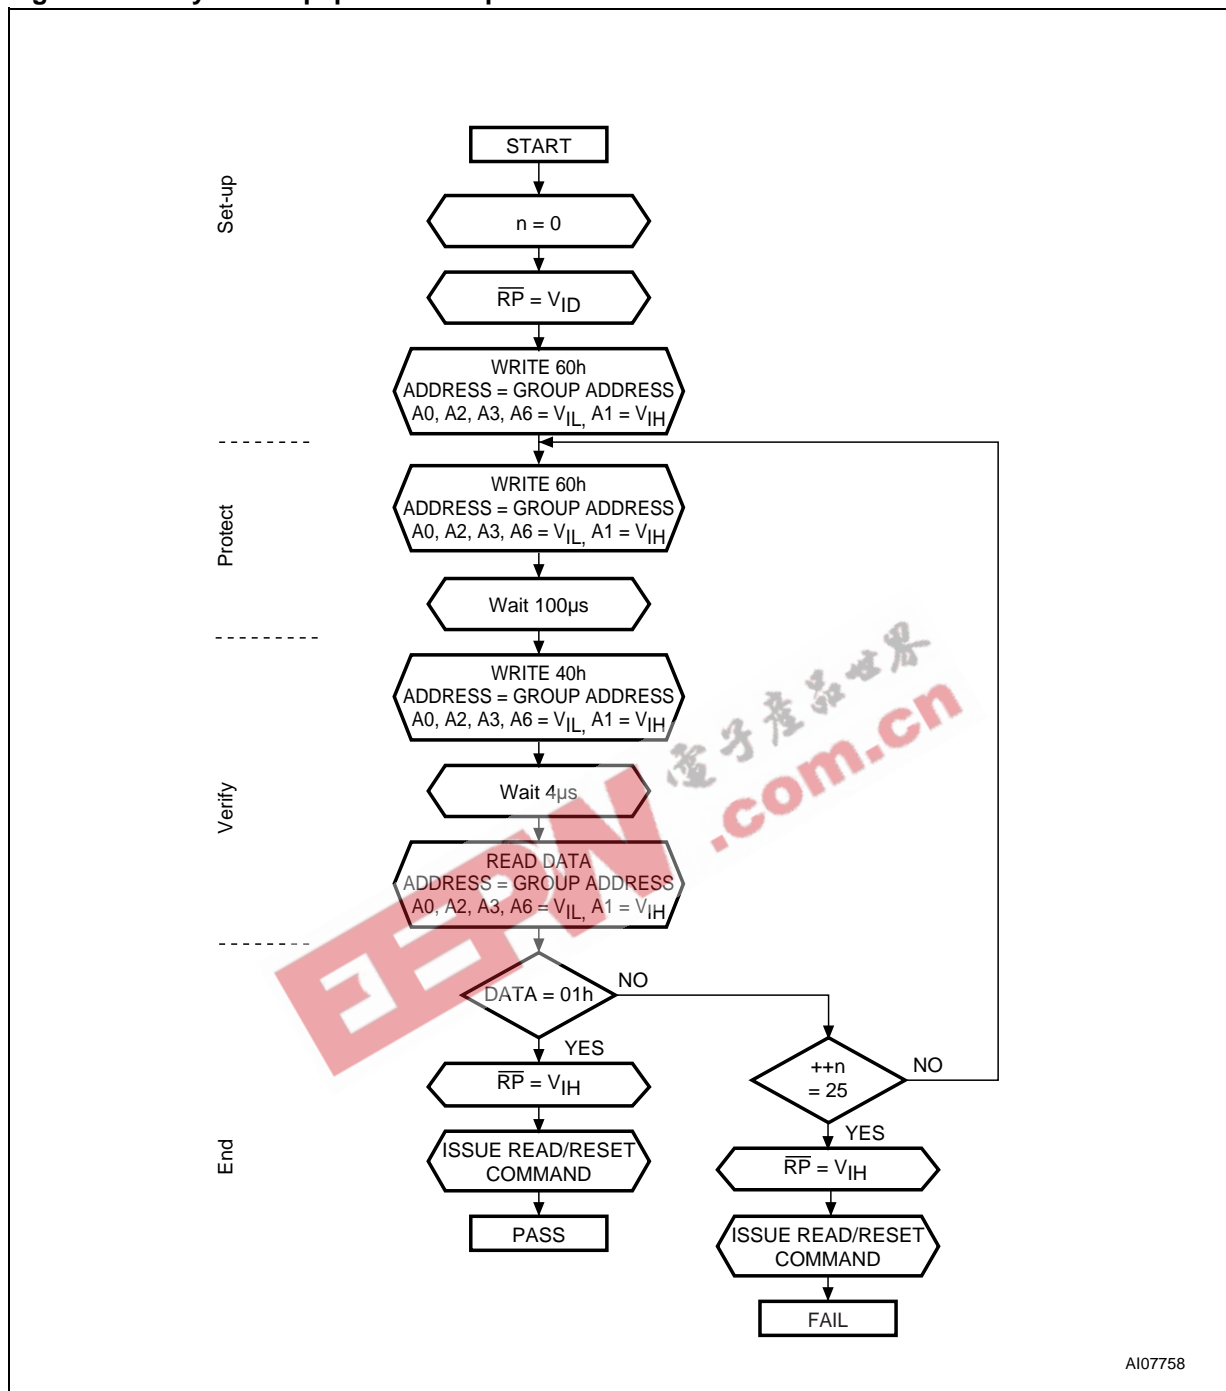 START
Set-up
n = 0
RP = VID
WRITE 60h
ADDRESS = GROUP ADDRESS
A0, A2, A3, A6 = VIL, A1 = VIH
Protect
WRITE 60h
ADDRESS = GROUP ADDRESS
A0, A2, A3, A6 = VIL, A1 = VIH
Wait 100µs
Verify
WRITE 40h
ADDRESS = GROUP ADDRESS
A0, A2, A3, A6 = VIL, A1 = VIH
Wait 4µs
READ DATA
ADDRESS = GROUP ADDRESS
A0, A2, A3, A6 = VIL, A1 = VIH
EEPW
電子產品世界
.com.cn
End
DATA = 01h
NO
YES
RP = VIH
ISSUE READ/RESET
COMMAND
PASS
++n
= 25
NO
YES
RP = VIH
ISSUE READ/RESET
COMMAND
FAIL
AI07758